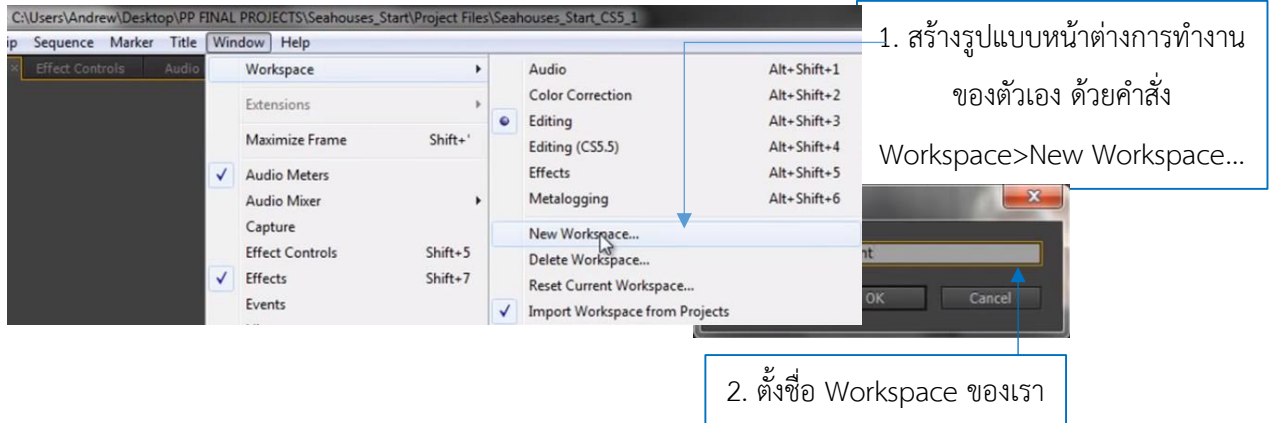 C:\Users\Andrew\Desktop\PP FINAL PROJECTS\Seahouses_Start\Project Files\Seahouses_Start_CS5_1
ip Sequence Marker Title Window Help
Effect Controls Audio
Workspace
Extensions
Maximize Frame Shift+'
Audio Meters
Audio Mixer
Capture
Effect Controls Shift+5
Effects Shift+7
Events
Audio Alt+Shift+1
Color Correction Alt+Shift+2
Editing Alt+Shift+3
Editing (CS5.5) Alt+Shift+4
Effects Alt+Shift+5
Metalogging Alt+Shift+6
New Workspace...
Delete Workspace...
Reset Current Workspace...
Import Workspace from Projects
1. สร้างรูปแบบหน้าต่างการทำงาน
ของตัวเอง ด้วยคำสั่ง
Workspace>New Workspace...
nt
OK Cancel
2. ตั้งชื่อ Workspace ของเรา